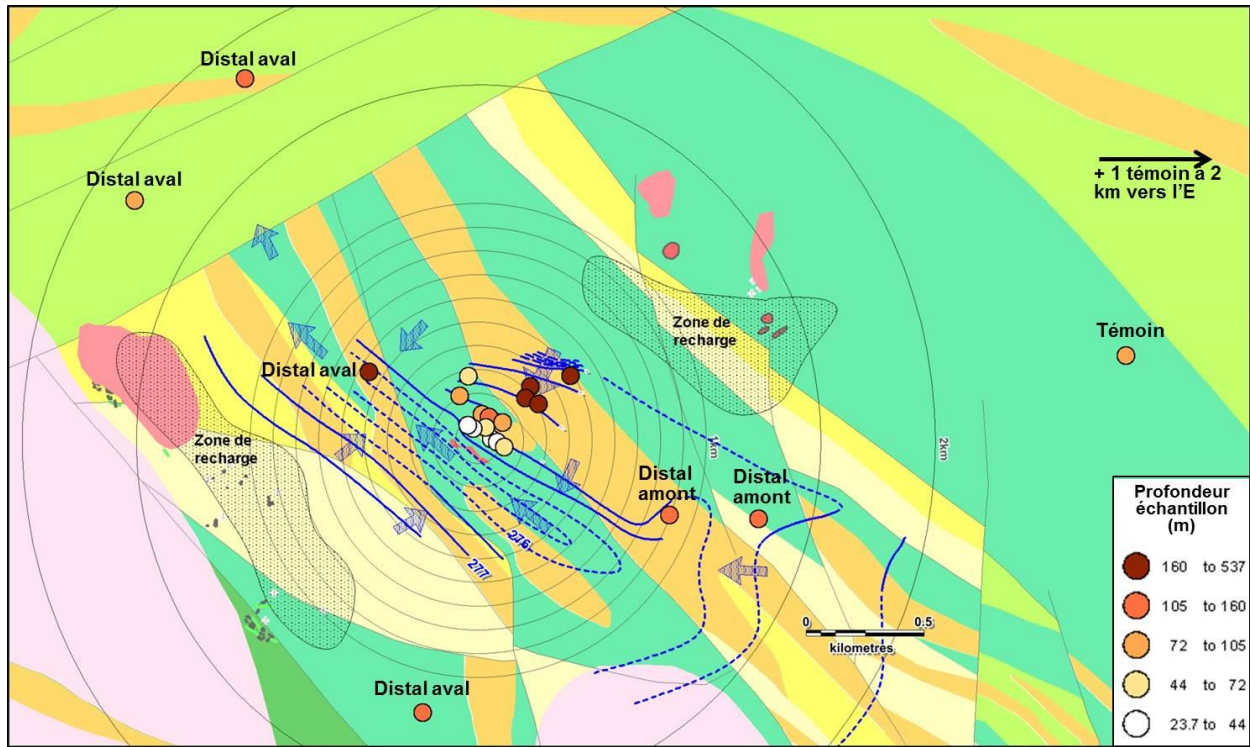 Distal aval
Distal aval
+ 1 témoin à 2
km vers l'E
Zone de
recharge
Témoin
Distal aval
Zone de
recharge
1km
2km
Distal
amont
Distal
amont
276
277
0
0.5
kilometres
Distal aval
Profondeur
échantillon
(m)
160 to 537
105 to 160
72 to 105
44 to 72
23.7 to 44